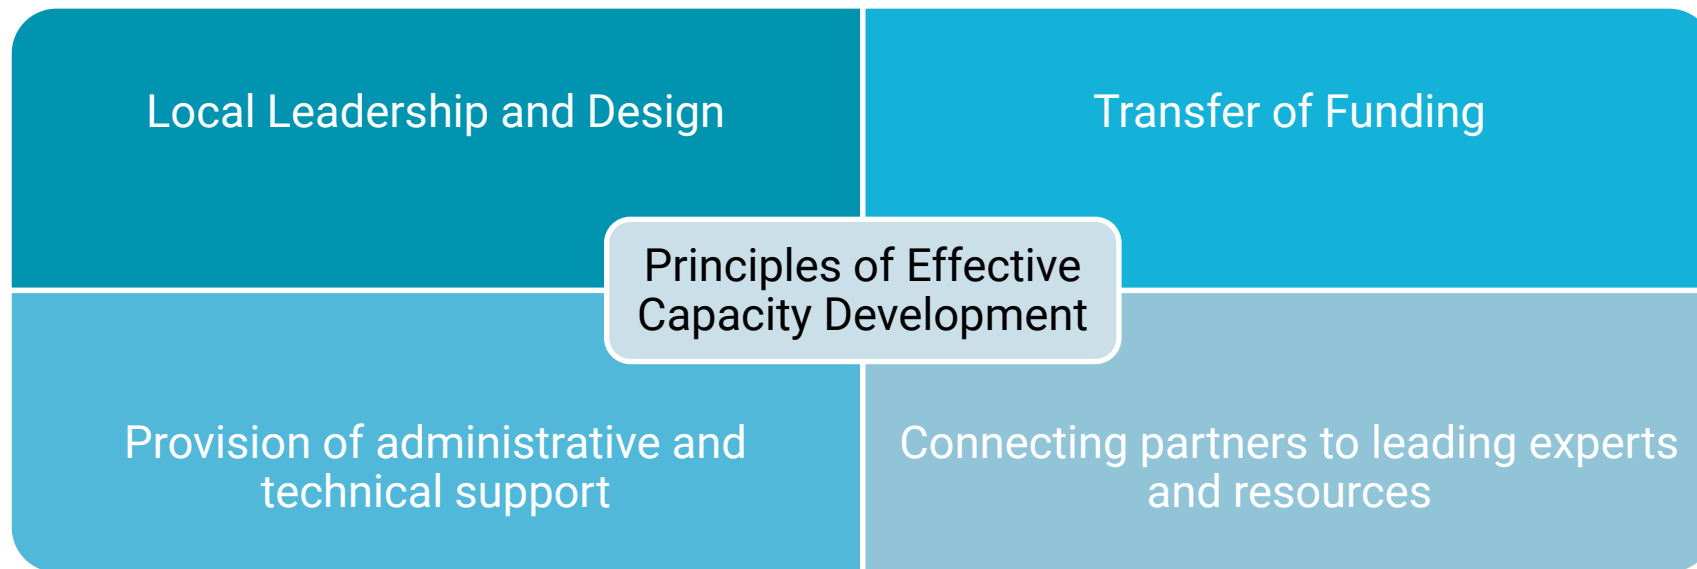 Local Leadership and Design
Transfer of Funding
Principles of Effective
Capacity Development
Provision of administrative and
technical support
Connecting partners to leading experts
and resources